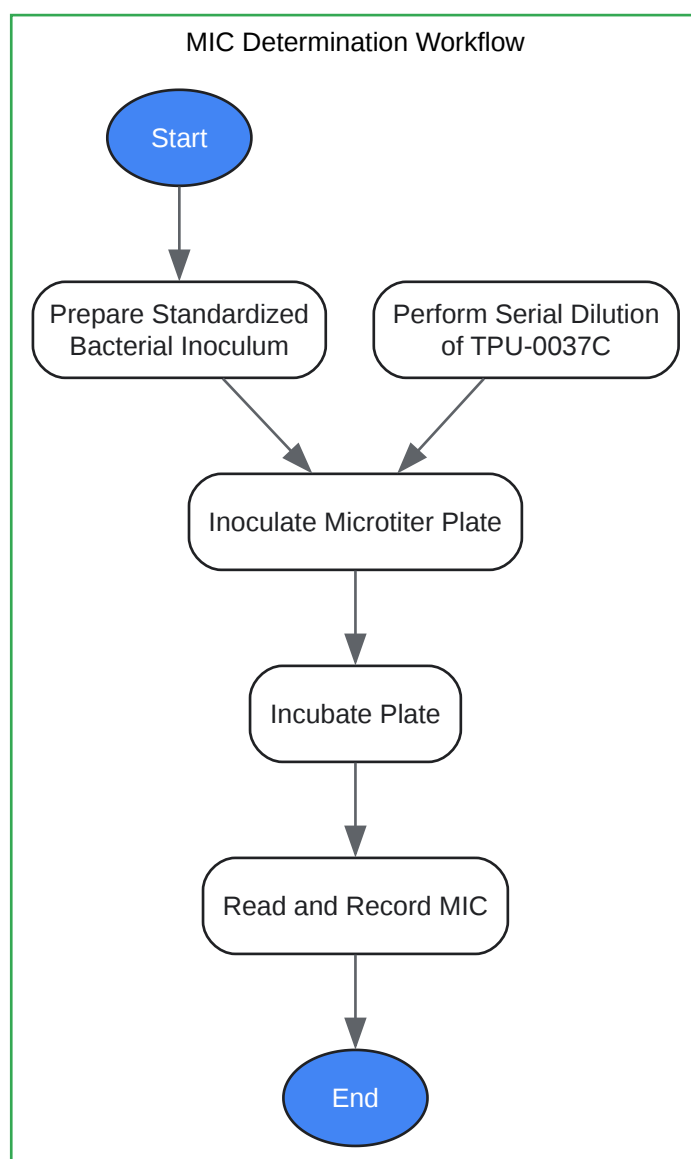 MIC Determination Workflow
Start
Prepare Standardized
Bacterial Inoculum
Perform Serial Dilution
of TPU-0037C
Inoculate Microtiter Plate
Incubate Plate
Read and Record MIC
End